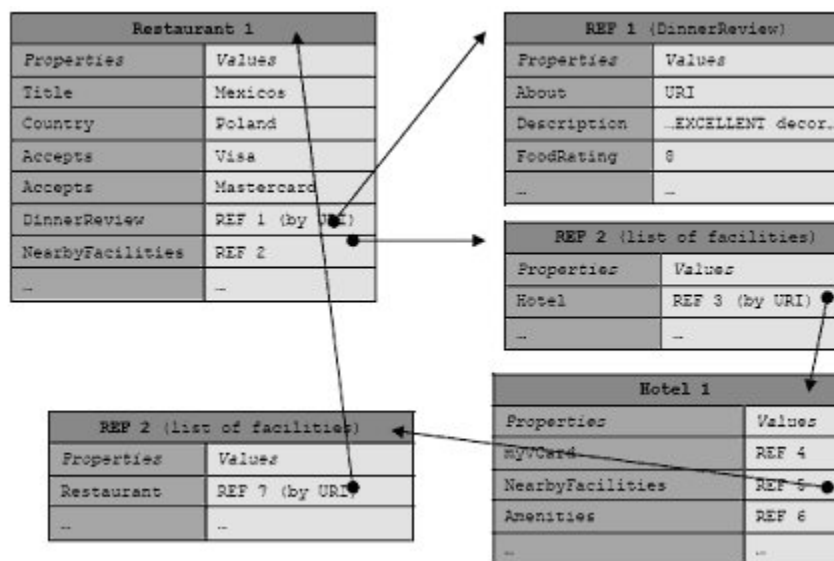 Restaurant 1
Properties Values
Title Mexicos
Country Poland
Accepts Visa
Accepts Mastercard
DinnerReview REF 1 (by URI)
NearbyFacilities REF 2
… …
REF 1 (DinnerReview)
Properties Values
About URI
Description …EXCELLENT decor…
FoodRating 8
… …
REF 2 (list of facilities)
Properties Values
Hotel REF 3 (by URI)
… …
Hotel 1
Properties Values
myVCard REF 4
NearbyFacilities REF 5
Amenities REF 6
… …
REF 2 (list of facilities)
Properties Values
Restaurant REF 7 (by URI)
… …